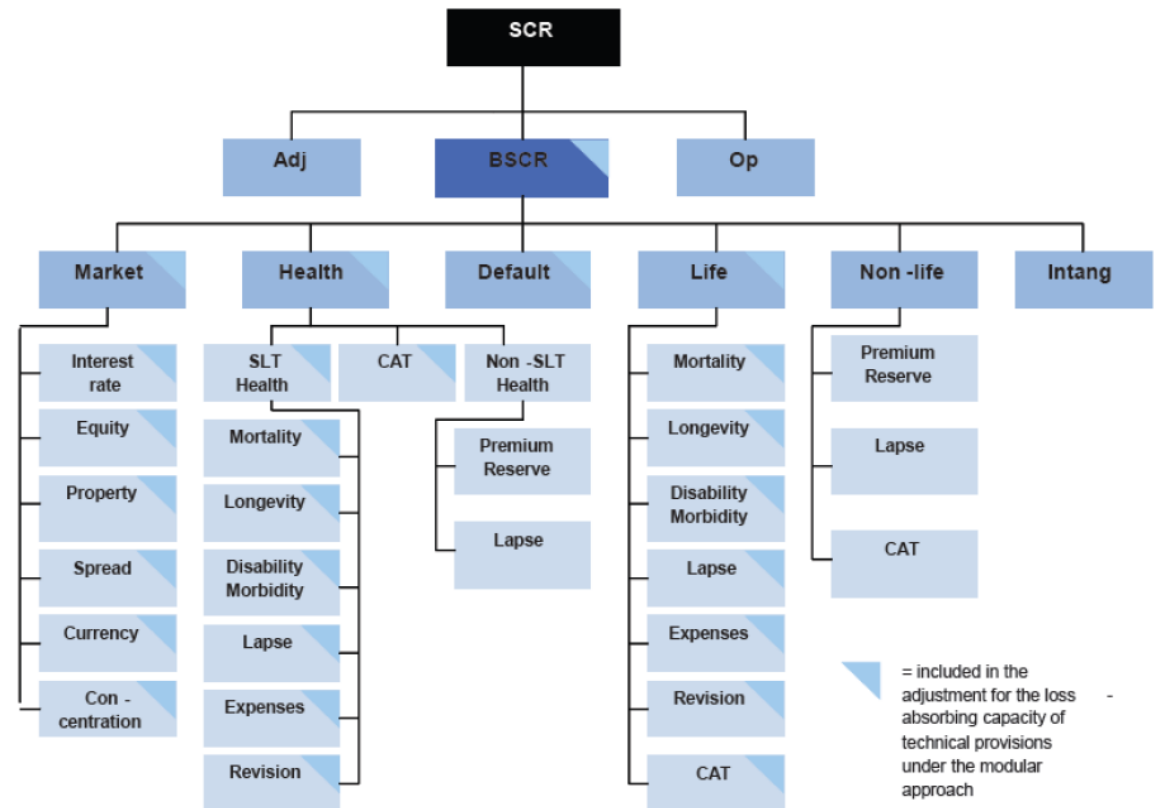 SCR
Adj
BSCR
Op
Market
Health
Default
Life
Non -life
Intang
Interest
rate
Equity
Property
Spread
Currency
Con -
centration
SLT
Health
CAT
Non -SLT
Health
Mortality
Longevity
Disability
Morbidity
Lapse
Expenses
Revision
Premium
Reserve
Lapse
Mortality
Longevity
Disability
Morbidity
Lapse
Expenses
Revision
CAT
Premium
Reserve
Lapse
CAT
= included in the
adjustment for the loss -
absorbing capacity of
technical provisions
under the modular
approach